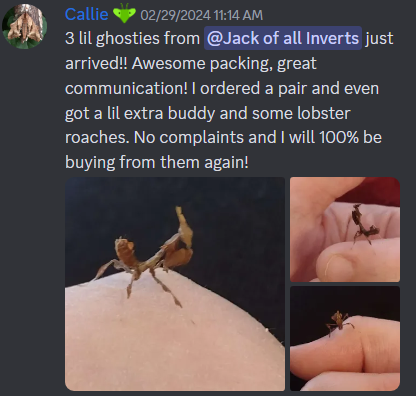 Callie 02/29/2024 11:14 AM
3 lil ghosties from @Jack of all Inverts just
arrived!! Awesome packing, great
communication! I ordered a pair and even
got a lil extra buddy and some lobster
roaches. No complaints and I will 100% be
buying from them again!